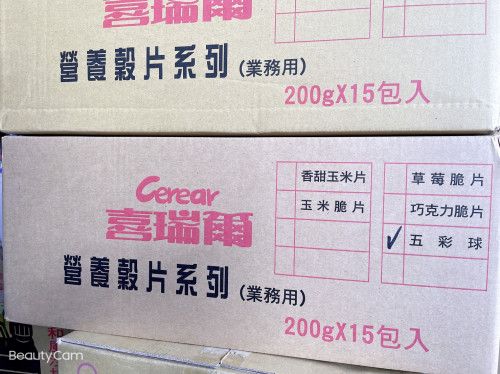 喜瑞爾
營養穀片系列 (業務用)
200gX15包入
Cerear
喜瑞爾
營養穀片系列 (業務用)
香甜玉米片
玉米脆片
草莓脆片
巧克力脆片
✓ 五彩球
200gX15包入
BeautyCam